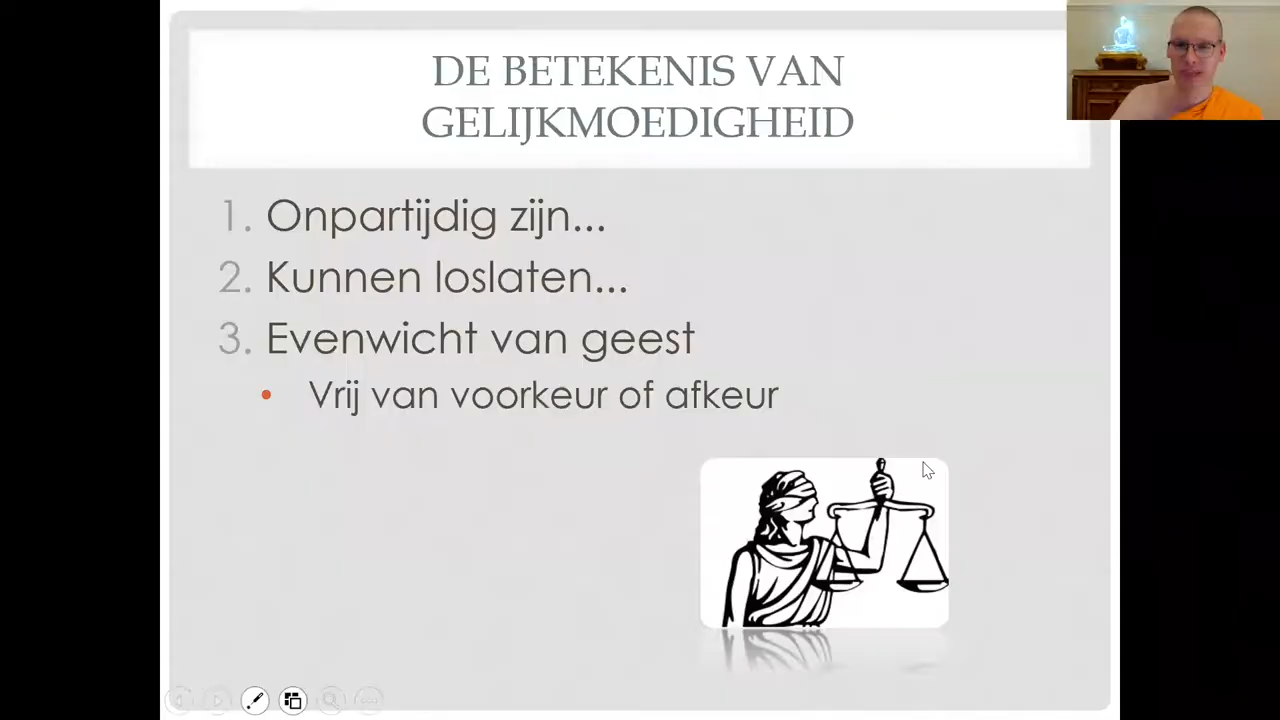 DE BETEKENIS VAN
GELIJKMOEDIGHEID
1. Onpartijdig zijn...
2. Kunnen loslaten...
3. Evenwicht van geest
• Vrij van voorkeur of afkeur